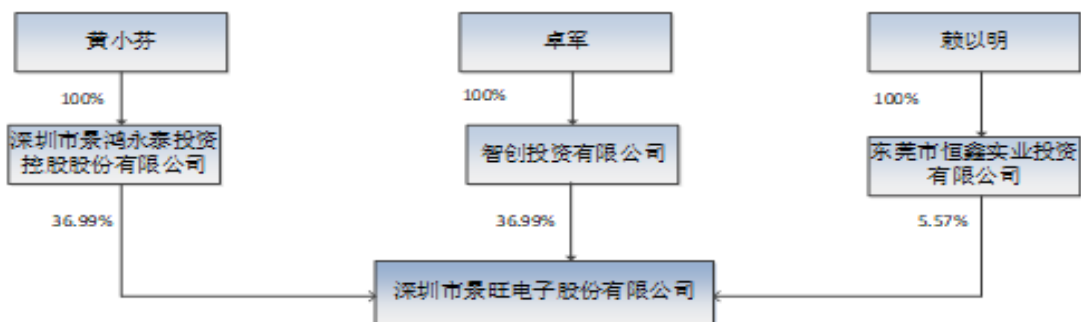 黄小芬
卓军
赖以明
100%
100%
100%
深圳市景鸿永泰投资
控股股份有限公司
智创投资有限公司
东莞市恒鑫实业投资
有限公司
36.99%
36.99%
5.57%
深圳市景旺电子股份有限公司